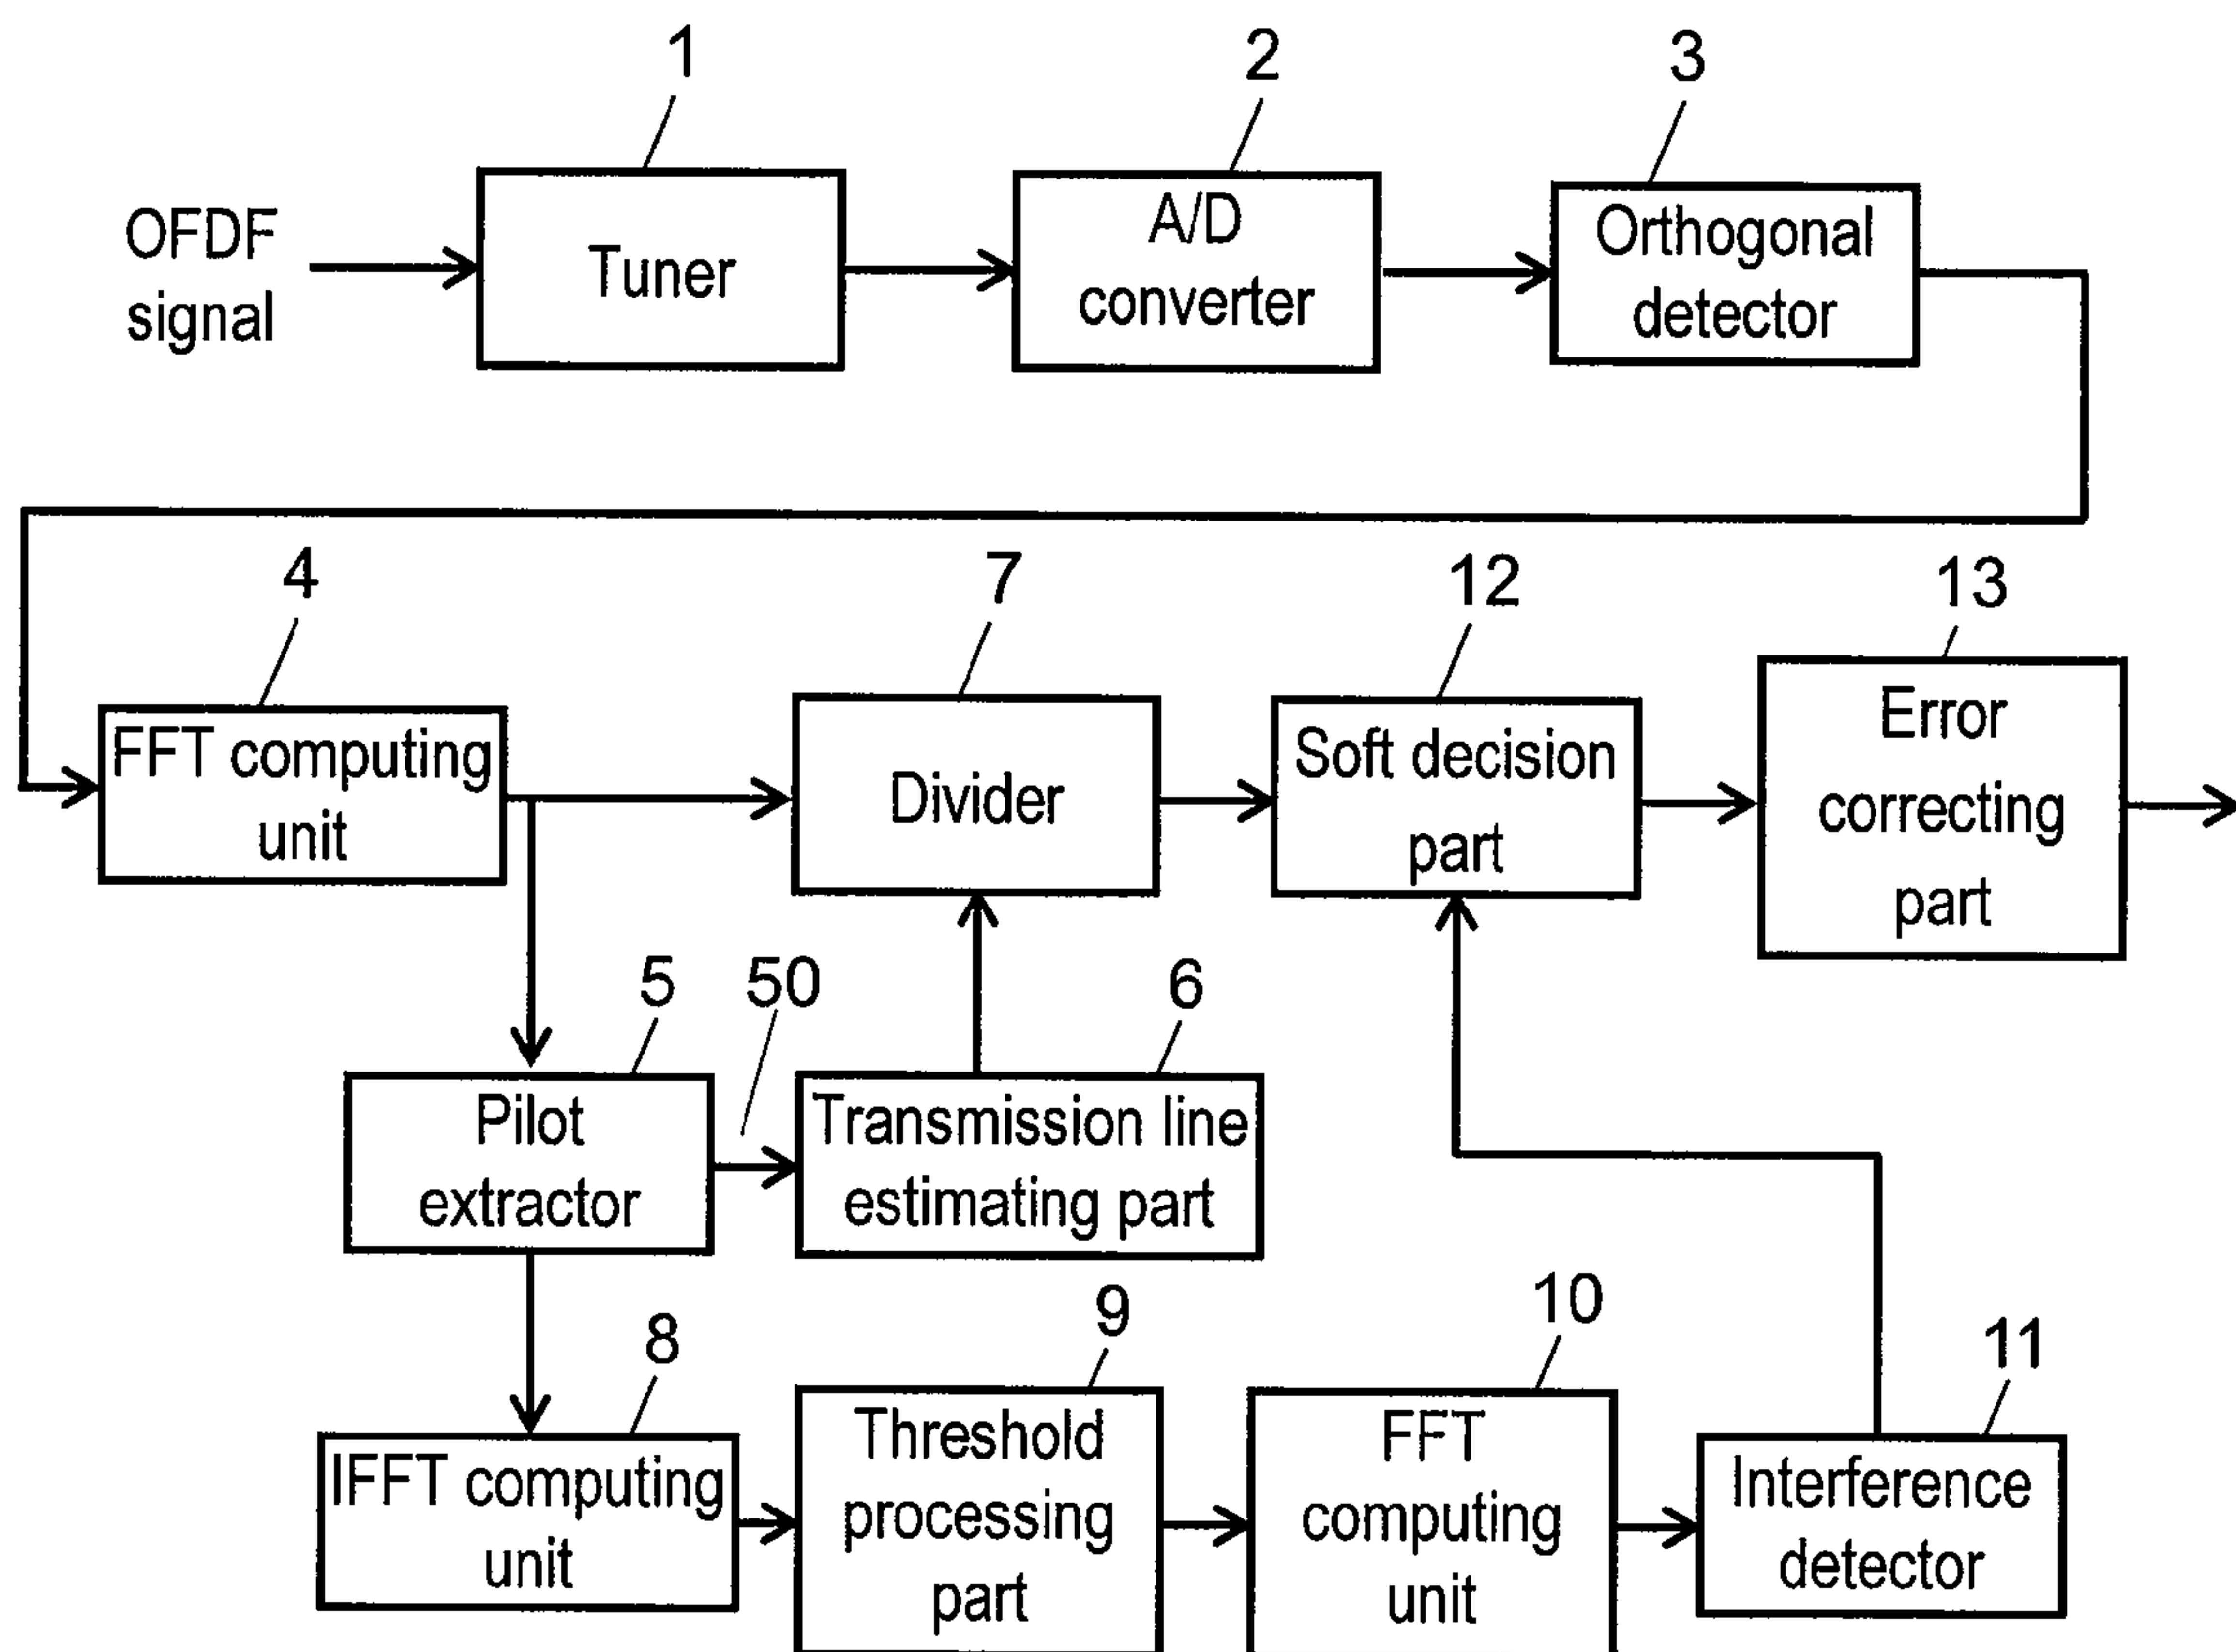 1
2
3
OFDF
signal
Tuner
A/D
converter
Orthogonal
detector
4
7
12
13
FFT computing
unit
Divider
Soft decision
part
Error
correcting
part
5
50
6
Pilot
extractor
Transmission line
estimating part
8
9
10
11
IFFT computing
unit
Threshold
processing
part
FFT
computing
unit
Interference
detector